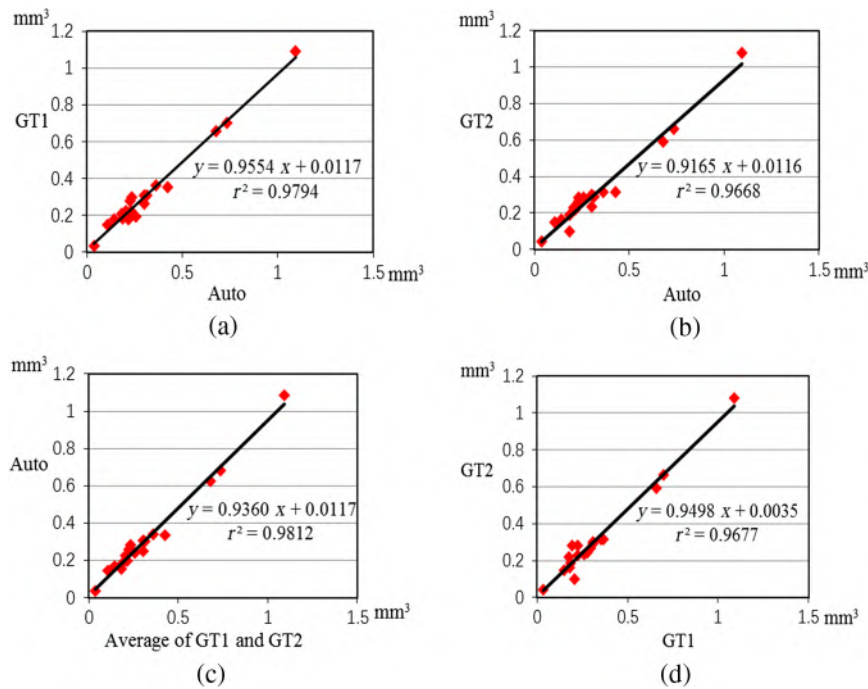 mm³
1.2
1
GT1
0.8
0.6
y = 0.9554 x + 0.0117
0.4
r² = 0.9794
0.2
0
0 0.5 1 1.5 mm³
Auto
(a)
mm³
1.2
1
GT2
0.8
0.6
y = 0.9165 x + 0.0116
0.4
r² = 0.9668
0.2
0
0 0.5 1 1.5 mm³
Auto
(b)
mm³
1.2
1
0.8
Auto
0.6
y = 0.9360 x + 0.0117
0.4
r² = 0.9812
0.2
0
0 0.5 1 1.5 mm³
Average of GT1 and GT2
(c)
mm³
1.2
1
0.8
GT2
0.6
y = 0.9498 x + 0.0035
0.4
r² = 0.9677
0.2
0
0 0.5 1 1.5 mm³
GT1
(d)